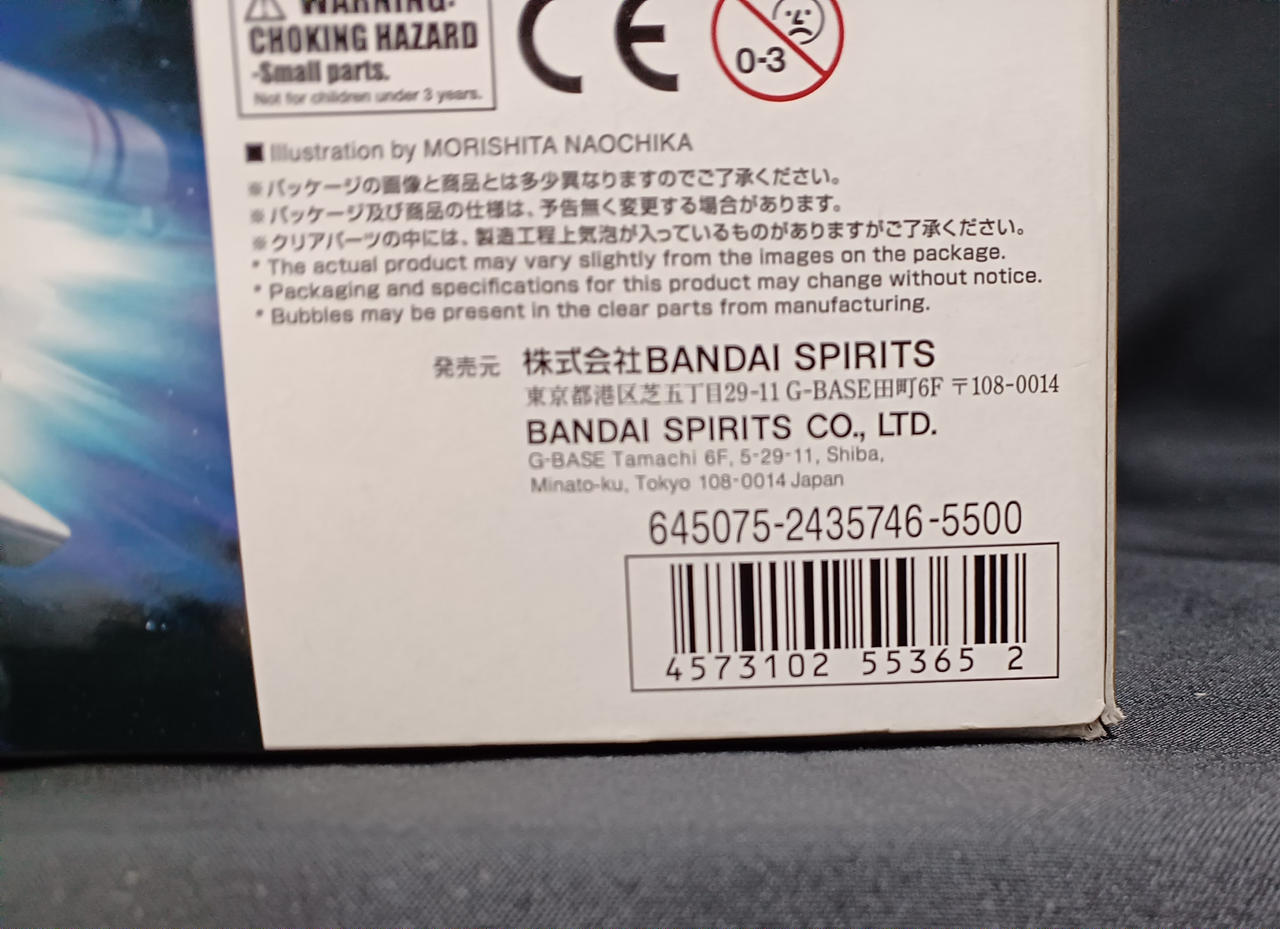 WARNING:
CHOKING HAZARD
-Small parts.
Not for children under 3 years.
CE
0-3
■Illustration by MORISHITA NAOCHIKA
※パッケージの画像と商品とは多少異なりますのでご了承ください。
※パッケージ及び商品の仕様は、予告無く変更する場合があります。
※クリアパーツの中には、製造工程上気泡が入っているものがありますがご了承ください。
* The actual product may vary slightly from the images on the package.
* Packaging and specifications for this product may change without notice.
* Bubbles may be present in the clear parts from manufacturing.
発売元 株式会社BANDAI SPIRITS
東京都港区芝五丁目29-11 G-BASE田町6F 〒108-0014
BANDAI SPIRITS CO., LTD.
G-BASE Tamachi 6F, 5-29-11, Shiba,
Minato-ku, Tokyo 108-0014 Japan
645075-2435746-5500
4573102 55365 2